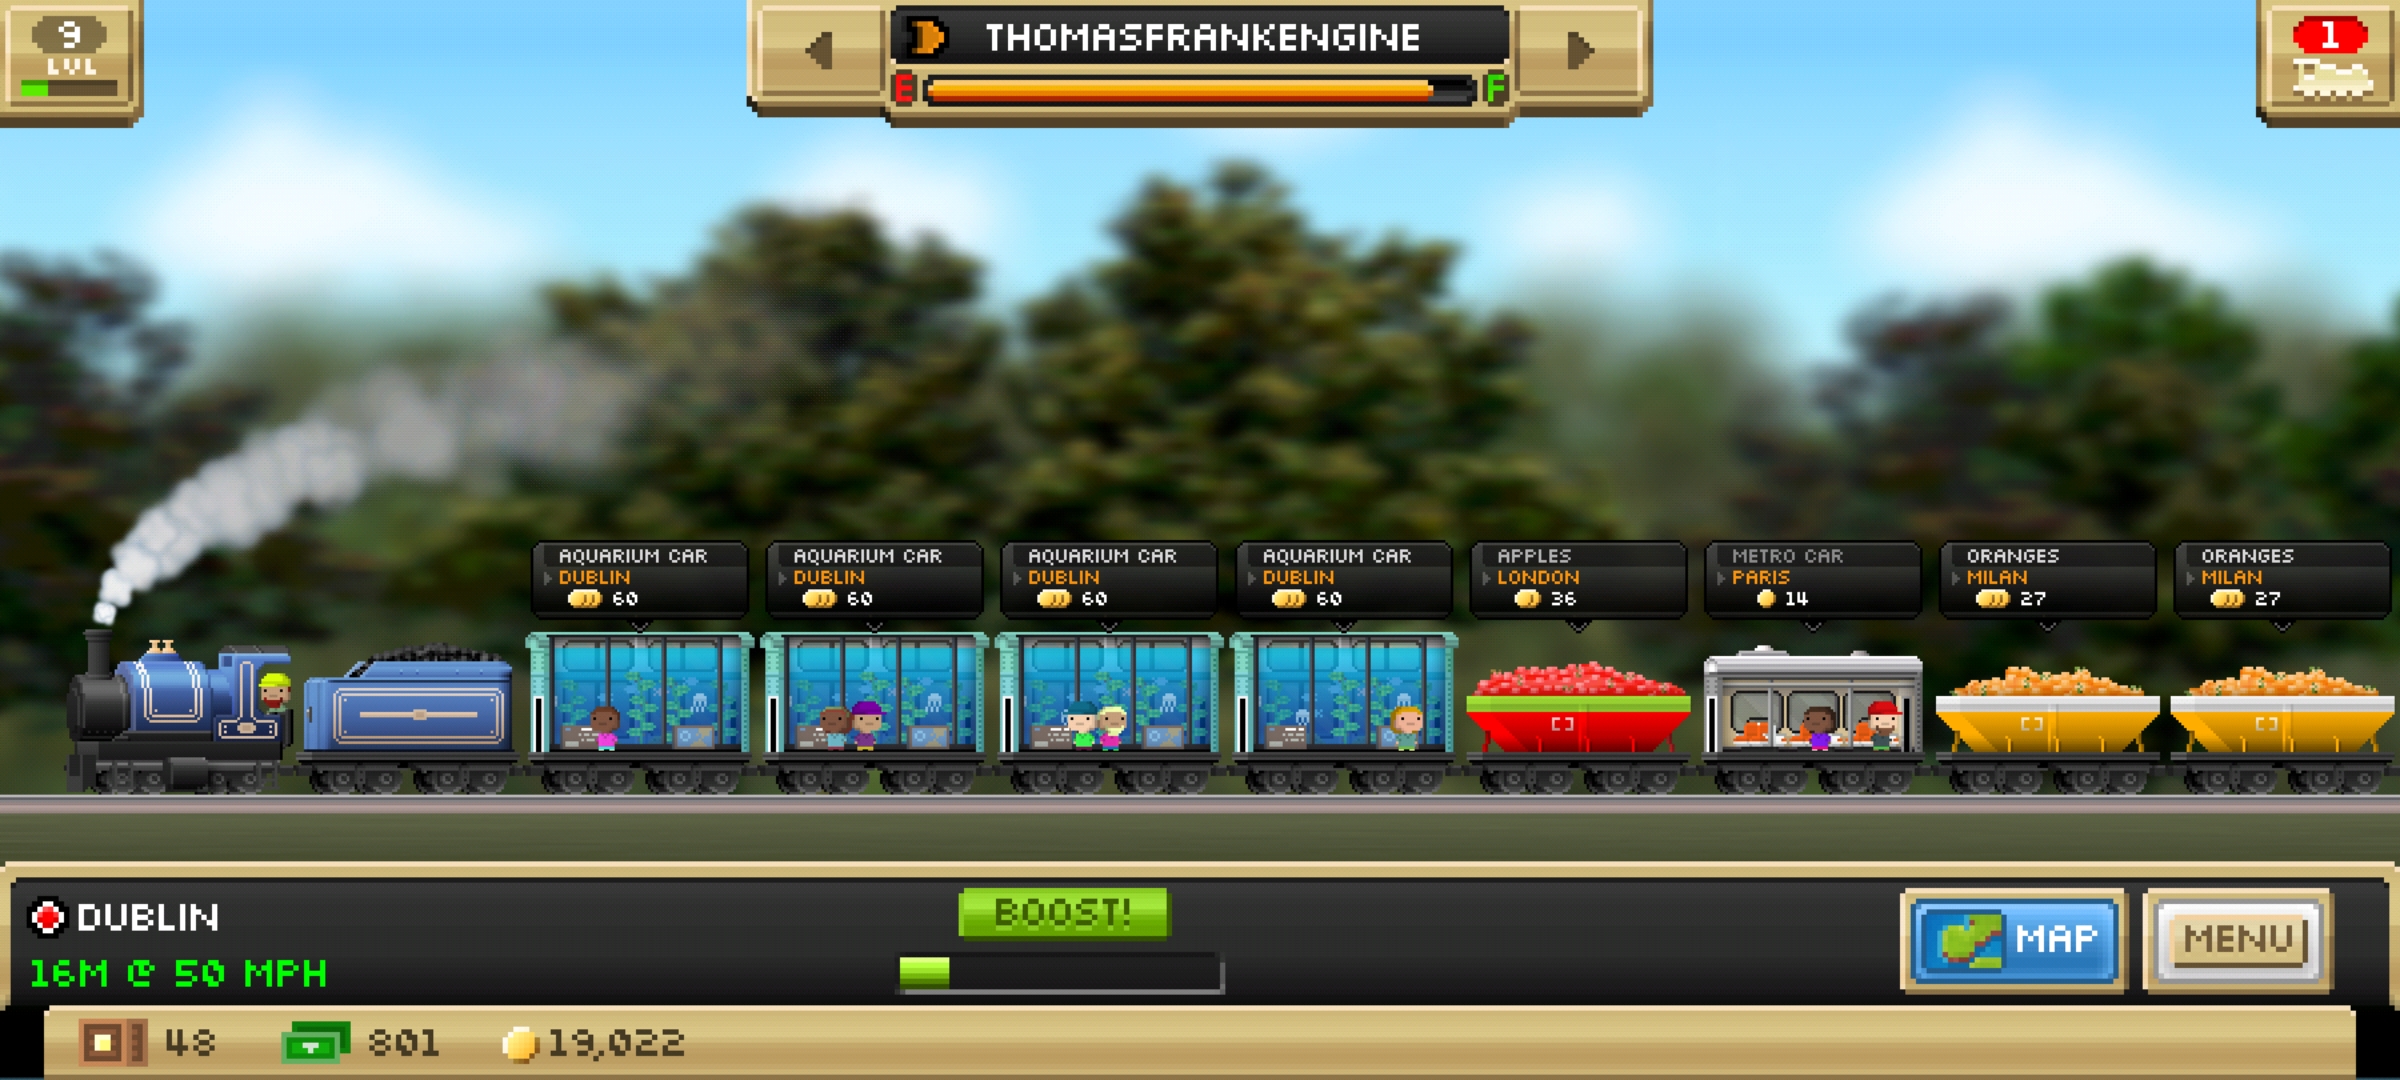 9
LVL
THOMASFRANKENGINE
E F
1
AQUARIUM CAR
DUBLIN
60
AQUARIUM CAR
DUBLIN
60
AQUARIUM CAR
DUBLIN
60
AQUARIUM CAR
DUBLIN
60
APPLES
LONDON
36
METRO CAR
PARIS
14
ORANGES
MILAN
27
ORANGES
MILAN
27
DUBLIN
16M @ 50 MPH
BOOST!
MAP
MENU
48
801
19,022